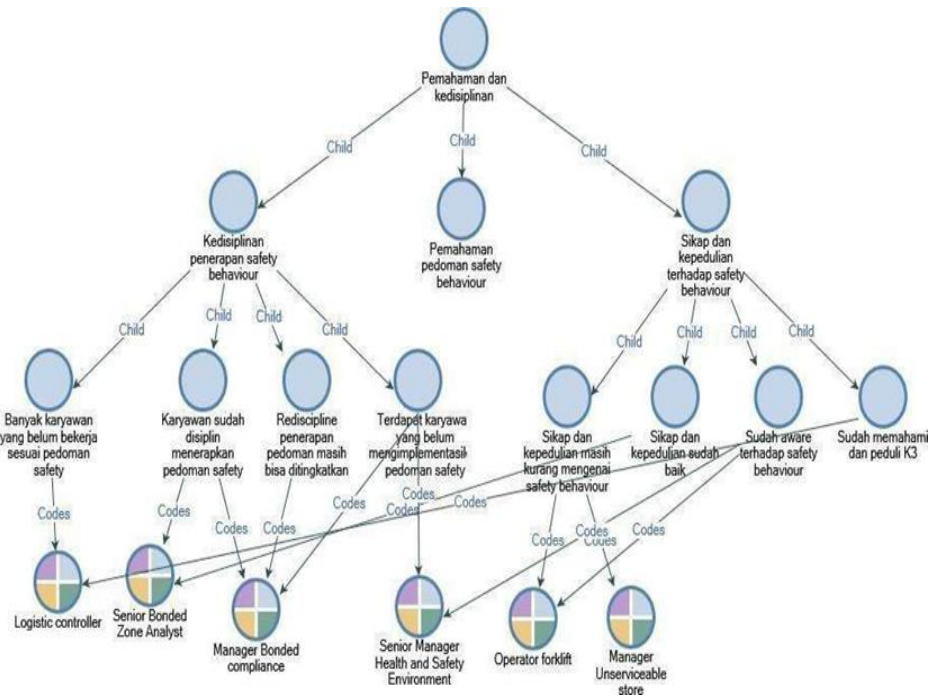 Pemahaman dan
kedisiplinan
Child
Child
Child
Kedisiplinan
penerapan safety
behaviour
Pemahaman
pedoman safety
behaviour
Sikap dan
kepedulian
terhadap safety
behaviour
Child
Child
Child
Child
Child
Child
Child
Child
Banyak karyawan
yang belum bekerja
sesuai pedoman
safety
Karyawan sudah
disiplin
menerapkan
pedoman safety
Rediscipline
penerapan
pedoman masih
bisa ditingkatkan
Terdapat karyawa
yang belum
mengimplementasil
pedoman safety
Sikap dan
kepedulian masih
kurang mengenai
safety behaviour
Sikap dan
kepedulian sudah
baik
Sudah aware
terhadap safety
behaviour
Sudah memahami
dan peduli K3
Codes
Codes
Codes
Codes
Codes
Codes
Codes
Codes
Codes
Codes
Codes
Codes
Logistic controller
Senior Bonded
Zone Analyst
Manager Bonded
compliance
Senior Manager
Health and Safety
Environment
Operator forklift
Manager
Unserviceable
store